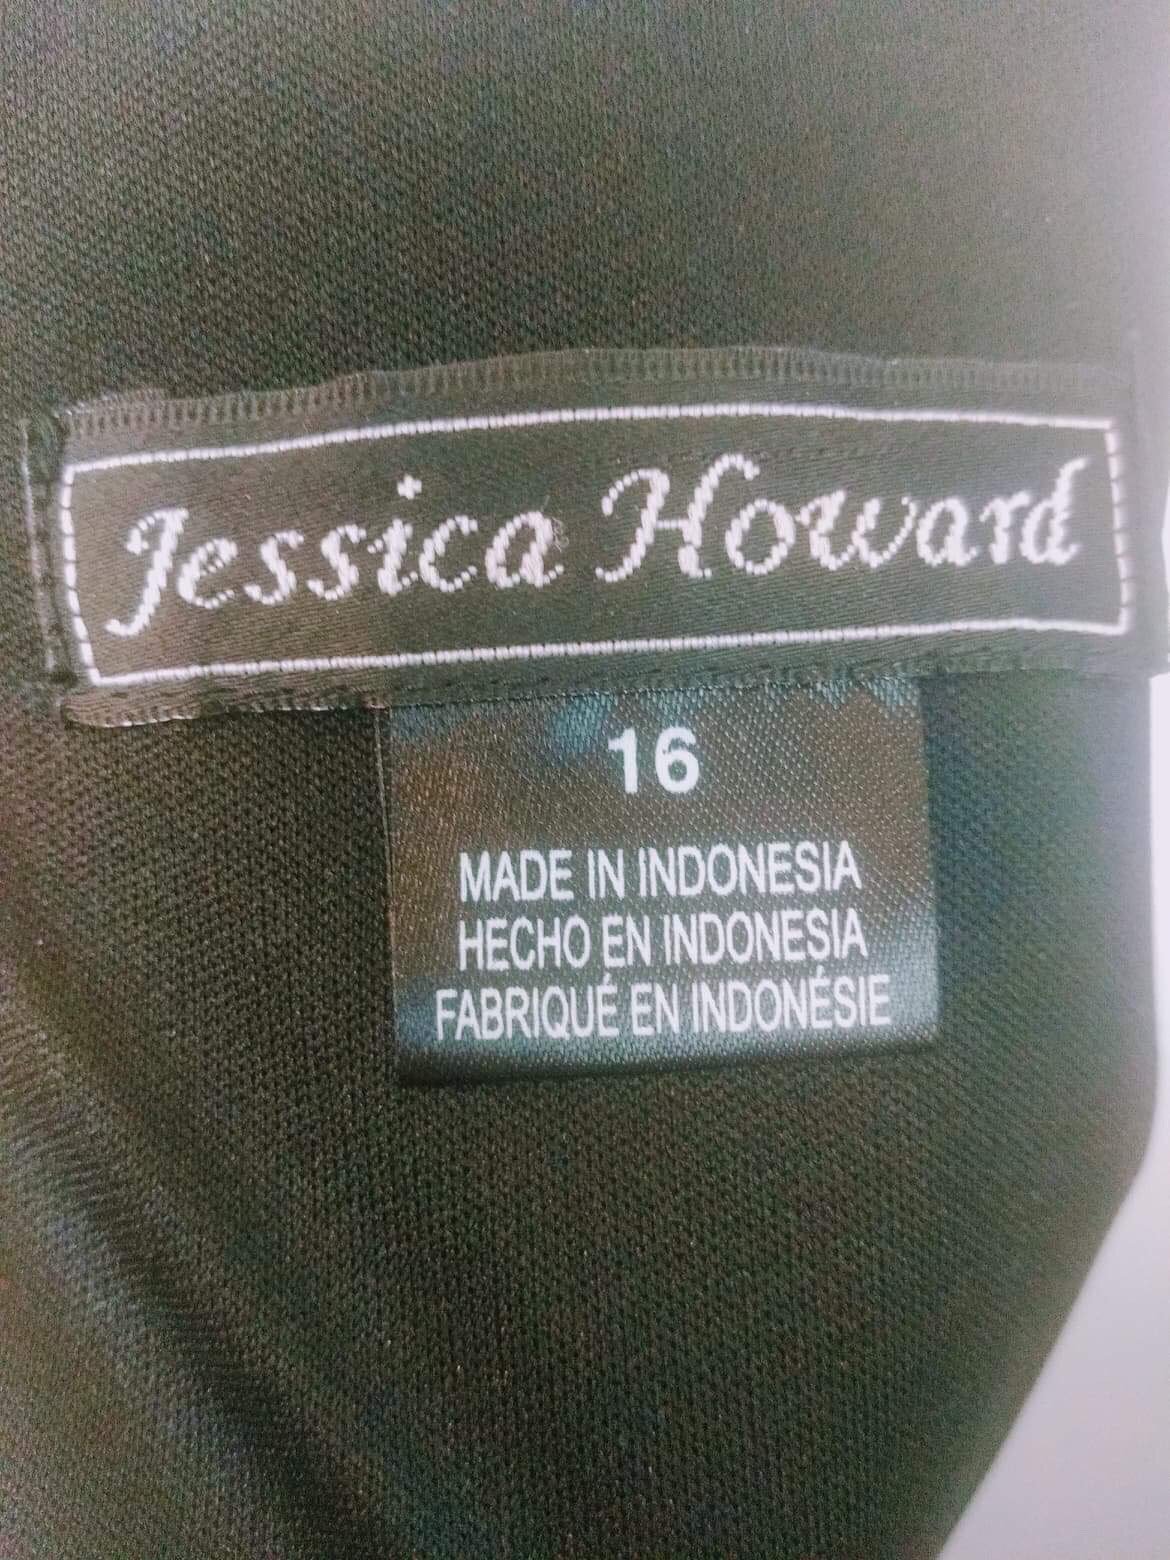 Jessica Howard
16
MADE IN INDONESIA
HECHO EN INDONESIA
FABRIQUÉ EN INDONÉSIE